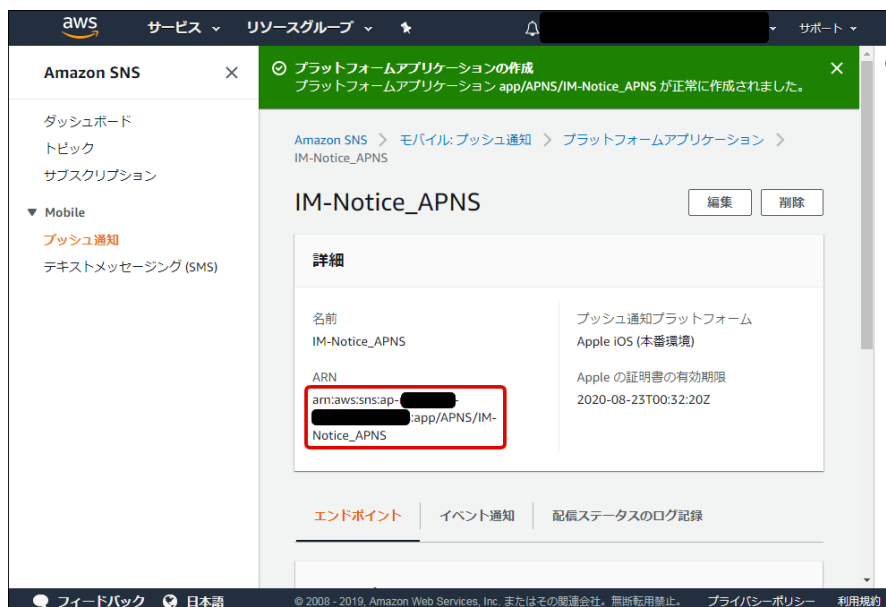 aws
サービス
リソースグループ
サポート
Amazon SNS
ダッシュボード
トピック
サブスクリプション
Mobile
プッシュ通知
テキストメッセージング (SMS)
プラットフォームアプリケーションの作成
プラットフォームアプリケーション app/APNS/IM-Notice_APNS が正常に作成されました。
Amazon SNS > モバイル: プッシュ通知 > プラットフォームアプリケーション >
IM-Notice_APNS
IM-Notice_APNS
編集
削除
詳細
名前
IM-Notice_APNS
ARN
arn:aws:sns:ap-
-
:app/APNS/IM-
Notice_APNS
プッシュ通知プラットフォーム
Apple iOS (本番環境)
Apple の証明書の有効期限
2020-08-23T00:32:20Z
エンドポイント
イベント通知
配信ステータスのログ記録
フィードバック
日本語
© 2008 - 2019, Amazon Web Services, Inc. またはその関連会社。無断転用禁止。
プライバシーポリシー
利用規約